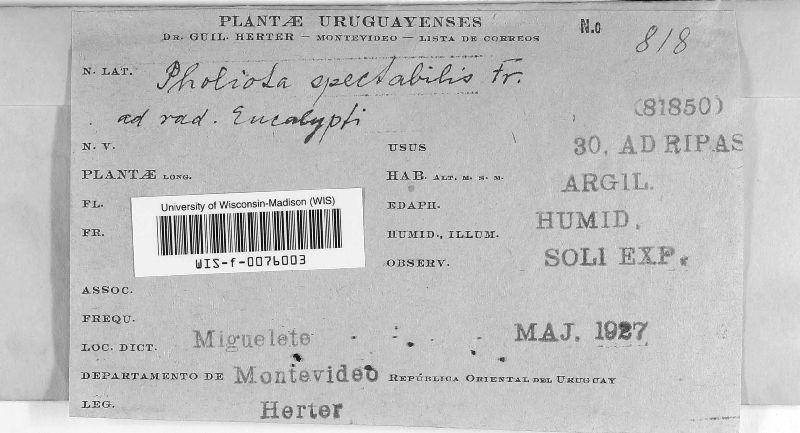 PLANTÆ URUGUAYENSES
DR. GUIL. HERTER — MONTEVIDEO — LISTA DE CORREOS
N.o 818
N. LAT. Pholiota spectabilis Fr.
ad rad. Eucalypti
(81850)
N. V.
USUS 30, AD RIPAS
PLANTÆ LONG.
HAB. ALT. M. S. M. ARGIL.
FL.
EDAPH.
FR.
HUMID., ILLUM. HUMID.
OBSERV. SOLI EXP.
University of Wisconsin-Madison (WIS)
WIS-f-0076003
ASSOC.
FREQU.
LOC. DICT. Miguelete MAJ. 1927
DEPARTAMENTO DE Montevideo REPÚBLICA ORIENTAL DEL URUGUAY
LEG. Herter